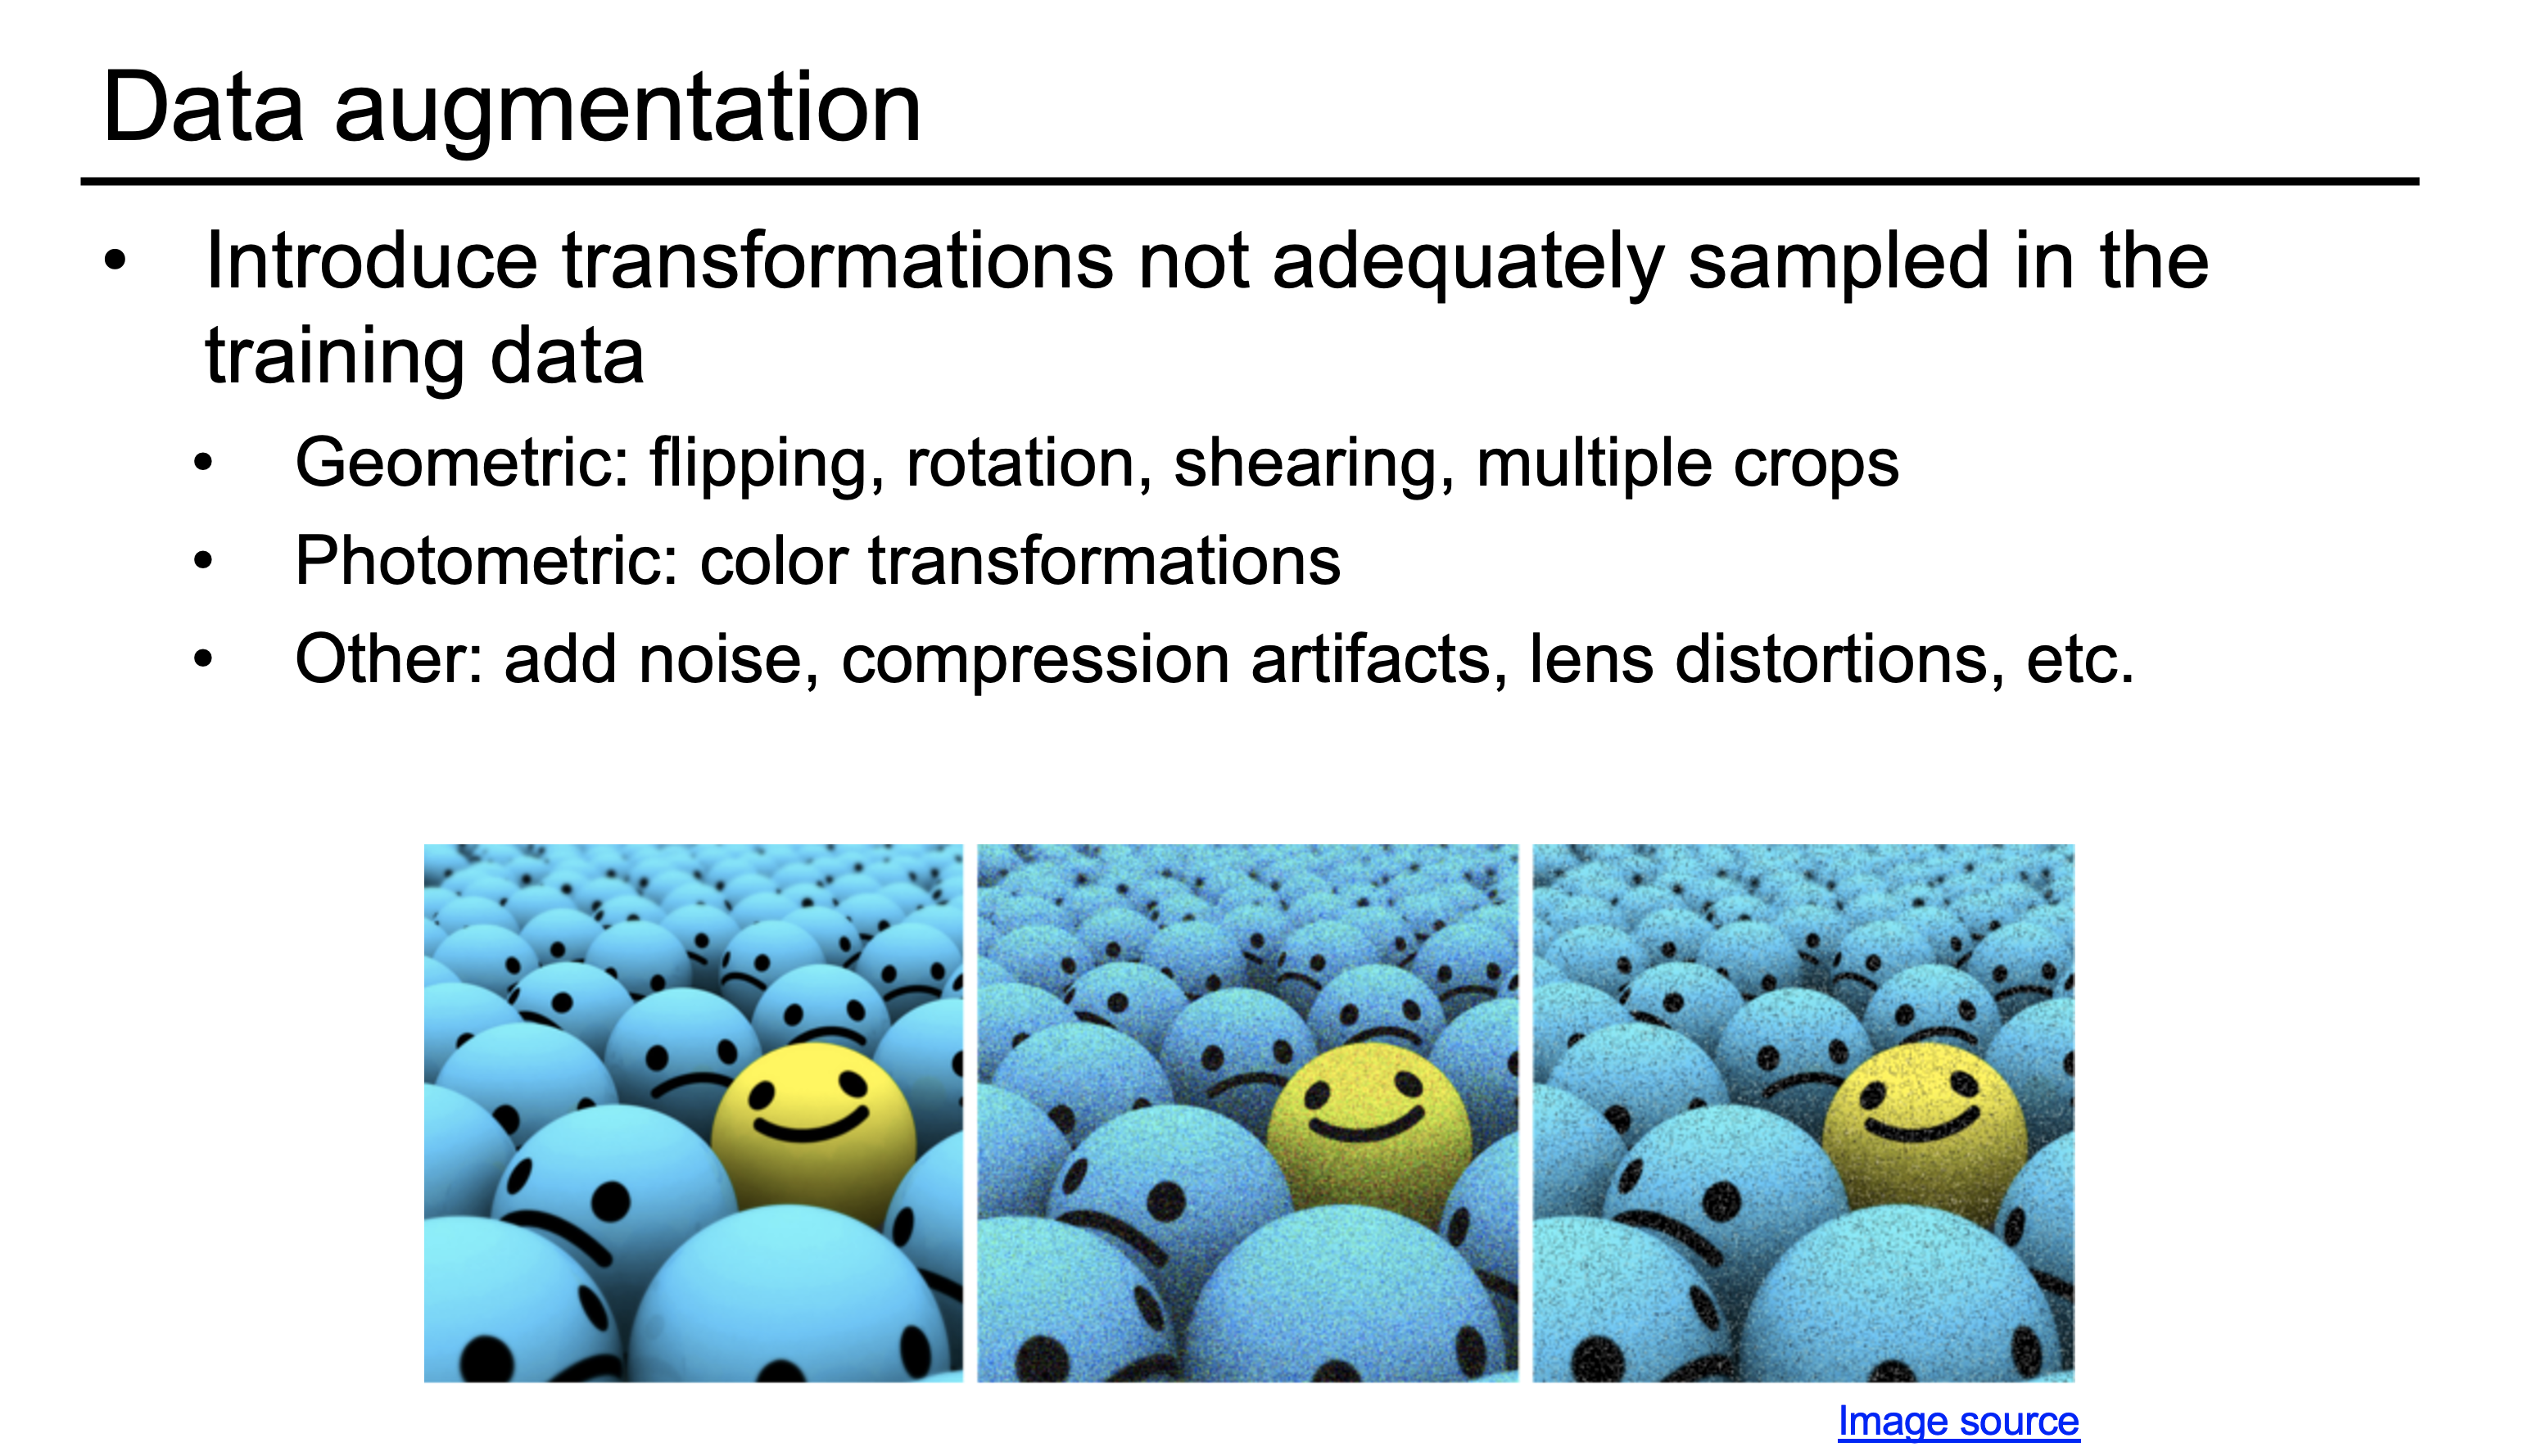 Data augmentation
• Introduce transformations not adequately sampled in the
training data
• Geometric: flipping, rotation, shearing, multiple crops
• Photometric: color transformations
• Other: add noise, compression artifacts, lens distortions, etc.
Image source